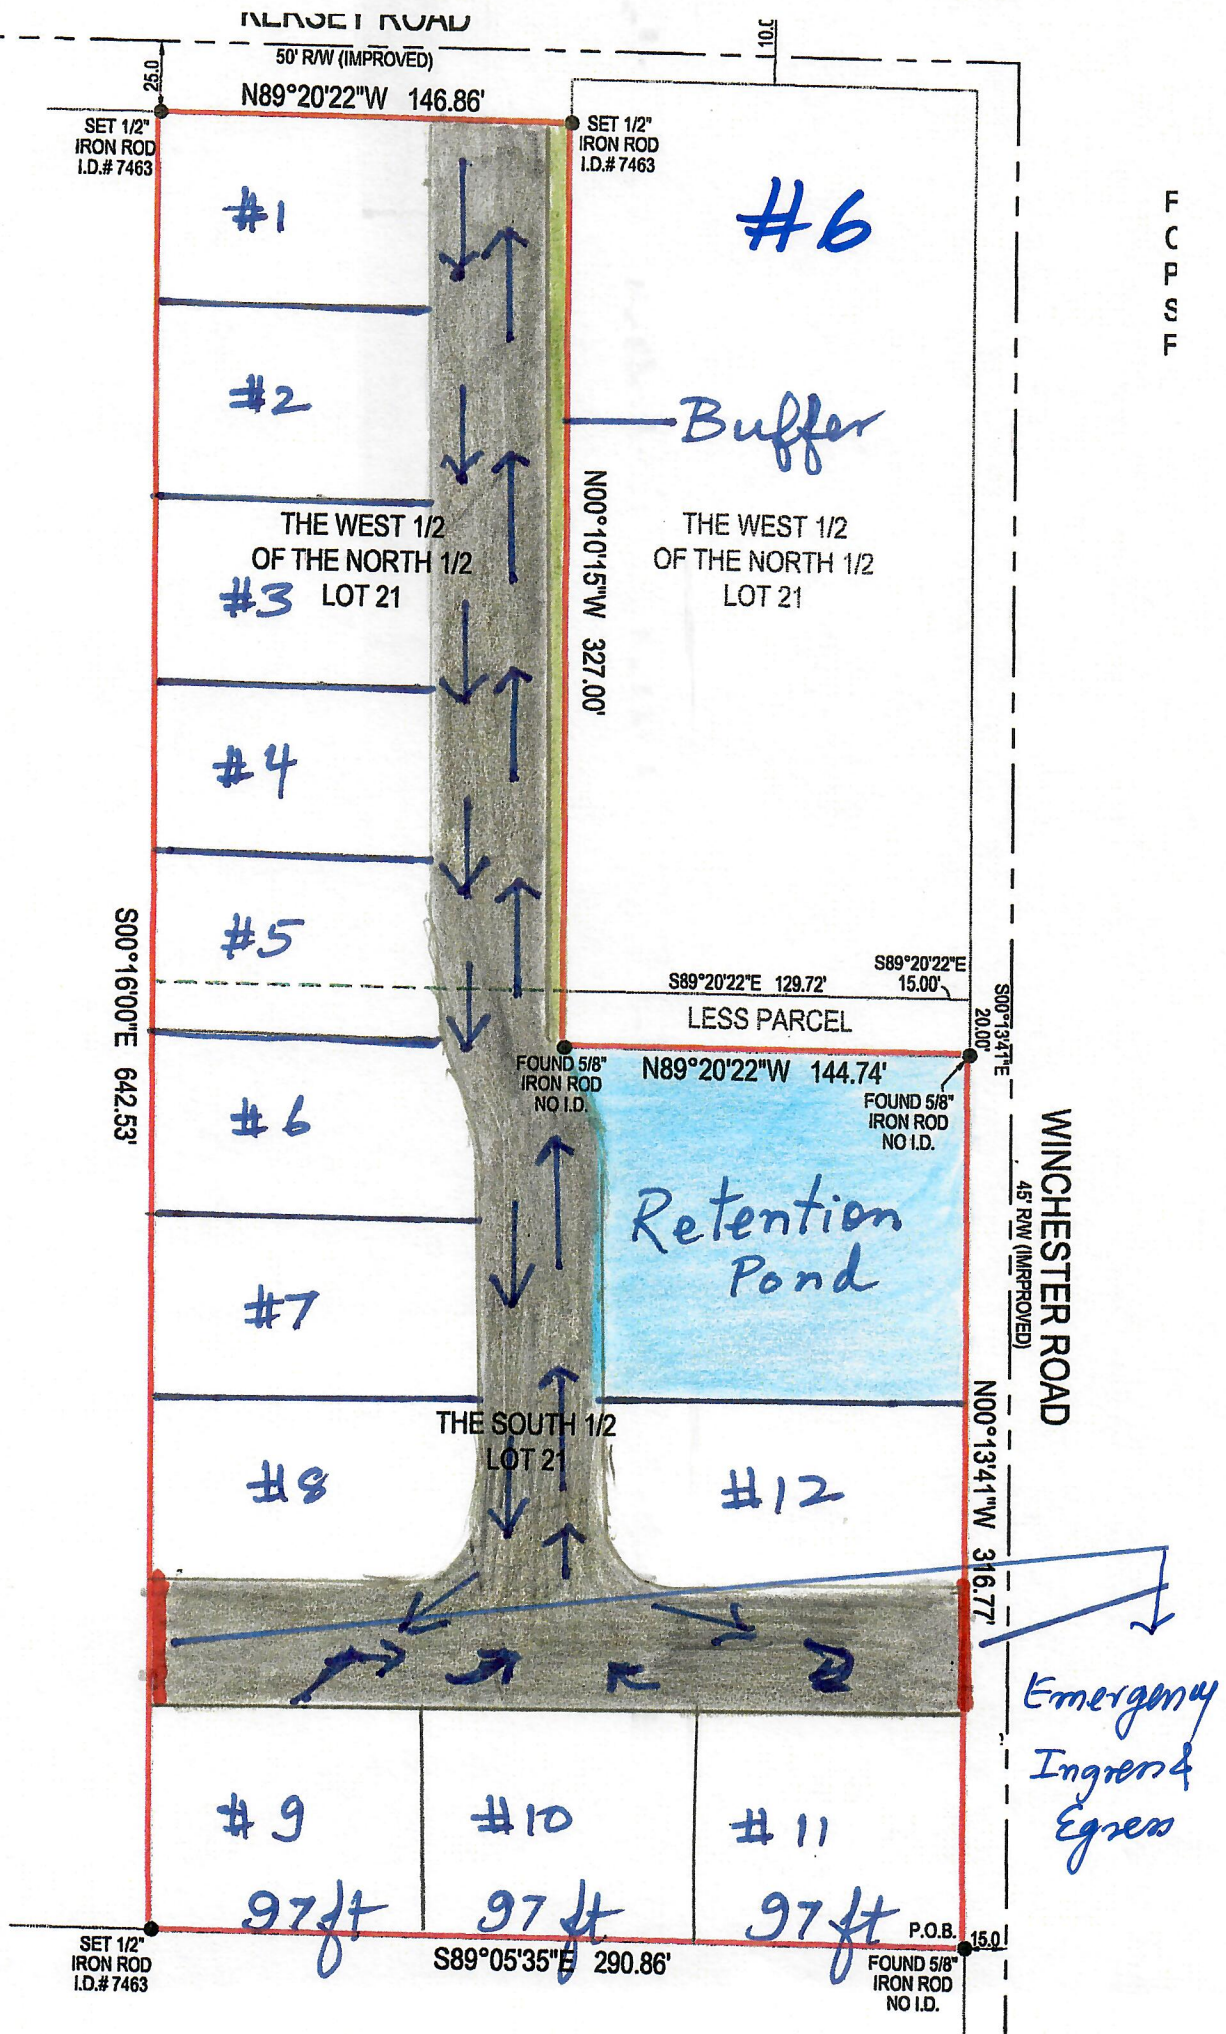 KERSEY ROAD
50' R/W (IMPROVED)
25.0
10.0
N89°20'22"W 146.86'
SET 1/2"
IRON ROD
I.D.# 7463
SET 1/2"
IRON ROD
I.D.# 7463
#1
#6
F
P
S
F
#2
Buffer
THE WEST 1/2
OF THE NORTH 1/2
LOT 21
N00°10'15"W 327.00'
THE WEST 1/2
OF THE NORTH 1/2
LOT 21
#3
#4
#5
S00°16'00"E 642.53'
S89°20'22"E 129.72'
S89°20'22"E
15.00'
S00°13'41"E
20.00'
LESS PARCEL
FOUND 5/8"
IRON ROD
NO I.D.
N89°20'22"W 144.74'
FOUND 5/8"
IRON ROD
NO I.D.
#6
WINCHESTER ROAD
45' R/W (IMRPROVED)
Retention
Pond
#7
THE SOUTH 1/2
LOT 21
N00°13'41"W 316.77'
#8
#12
Emergency
Ingress &
Egress
#9
#10
#11
97ft
97ft
97ft
P.O.B.
15.0
SET 1/2"
IRON ROD
I.D.# 7463
S89°05'35"E 290.86'
FOUND 5/8"
IRON ROD
NO I.D.